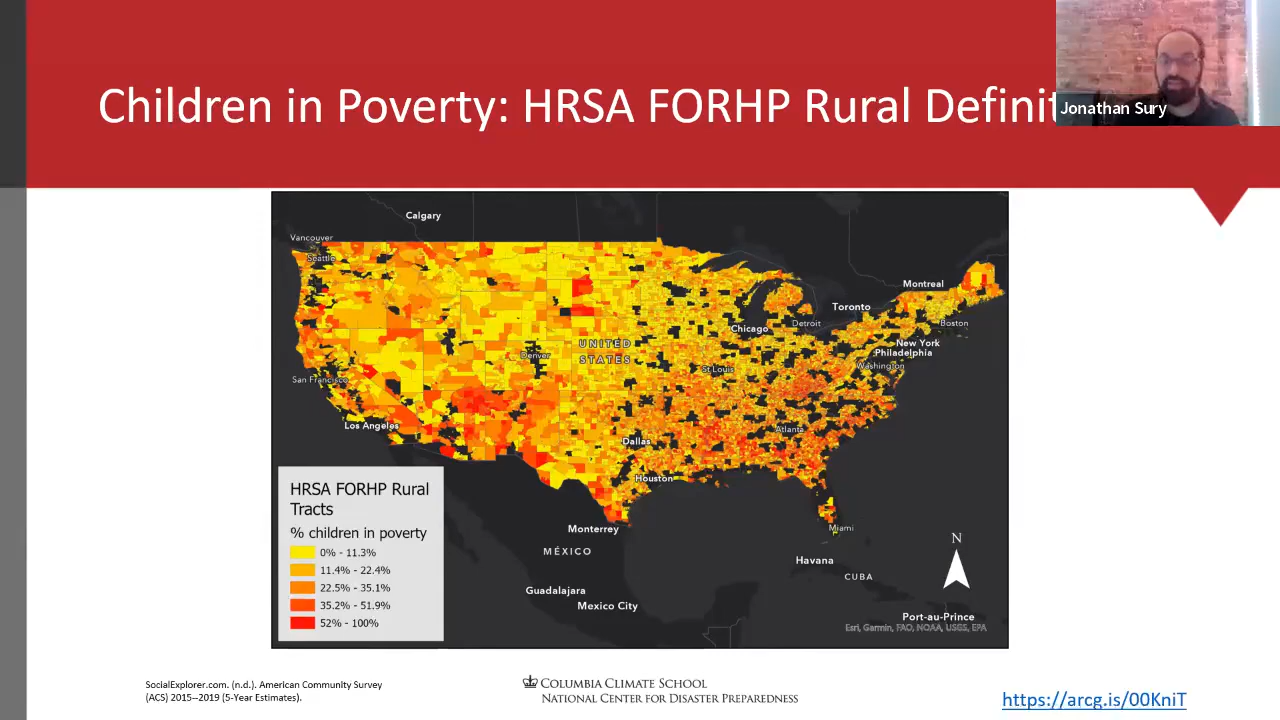 Children in Poverty: HRSA FORHP Rural Definit
Jonathan Sury
Calgary
Vancouver
Seattle
Montreal
Toronto
Boston
Chicago
Detroit
New York
Philadelphia
UNITED
STATES
Denver
St Louis
Washington
San Francisco
Los Angeles
Atlanta
Dallas
Houston
Monterrey
Miami
MÉXICO
Havana
CUBA
Guadalajara
Mexico City
Port-au-Prince
N
Esri, Garmin, FAO, NOAA, USGS, EPA
HRSA FORHP Rural
Tracts
% children in poverty
0% - 11.3%
11.4% - 22.4%
22.5% - 35.1%
35.2% - 51.9%
52% - 100%
SocialExplorer.com. (n.d.). American Community Survey
(ACS) 2015--2019 (5-Year Estimates).
COLUMBIA CLIMATE SCHOOL
NATIONAL CENTER FOR DISASTER PREPAREDNESS
https://arcg.is/00KniT